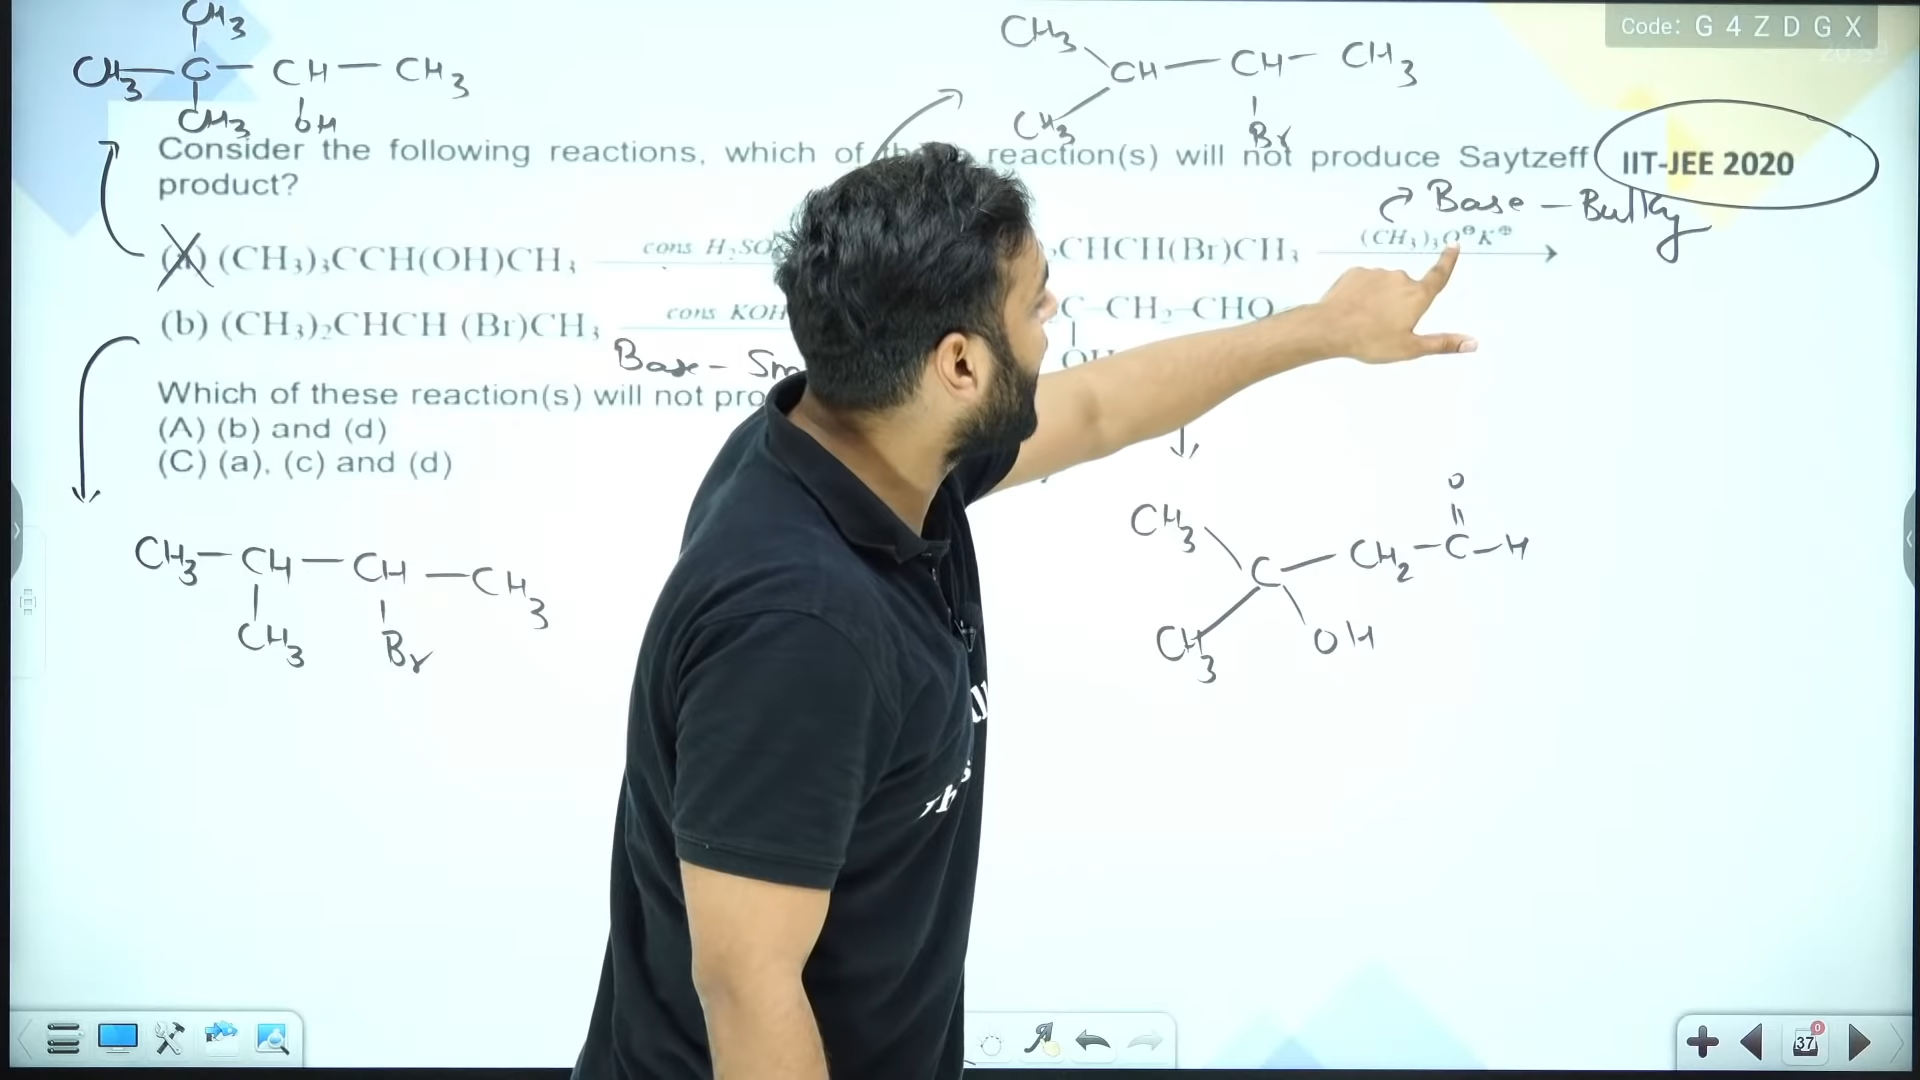 Code: G 4 Z D G X
CH3
CH3 – C – CH – CH3
CH3 OH
CH3
CH – CH – CH3
CH3
Br
Consider the following reactions, which of reaction(s) will not produce Saytzeff
product?
IIT-JEE 2020
Base – Bulky
(a) (CH₃)₃CCH(OH)CH₃ cons H₂SO
CHCH(Br)CH₃ (CH₃)₃O⊖K⊕
(b) (CH₃)₂CHCH (Br)CH₃ cons KOH
C–CH₂–CHO
Base –
Which of these reaction(s) will not
(A) (b) and (d)
(C) (a), (c) and (d)
CH3 – CH – CH – CH3
CH3 Br
O
CH3
C – CH2 – C – H
CH3
OH
37
0